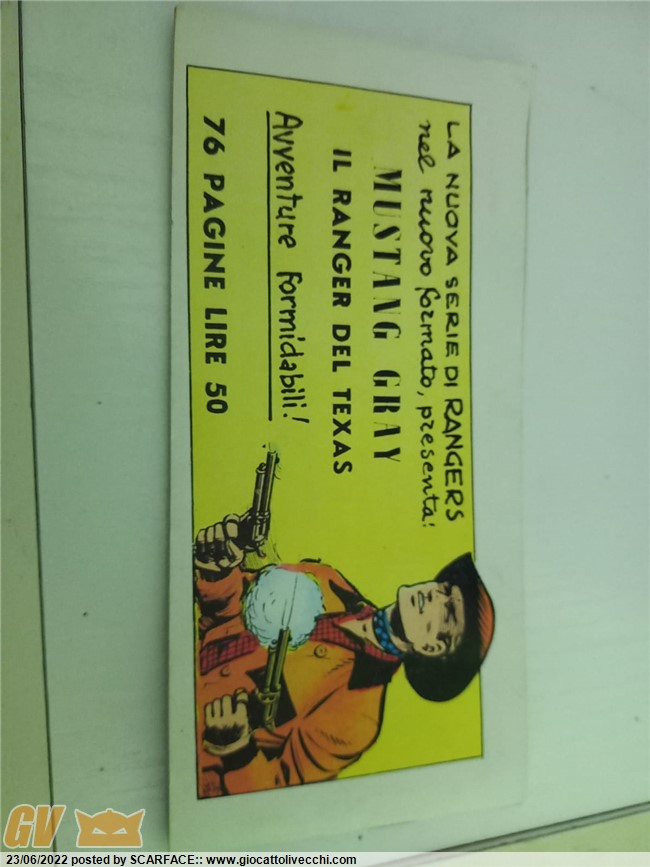 LA NUOVA SERIE DI RANGERS
nel nuovo formato, presenta:
MUSTANG GRAY
IL RANGER DEL TEXAS
Avventure formidabili!
76 PAGINE LIRE 50
GV
23/06/2022 posted by SCARFACE:: www.giocattolivecchi.com